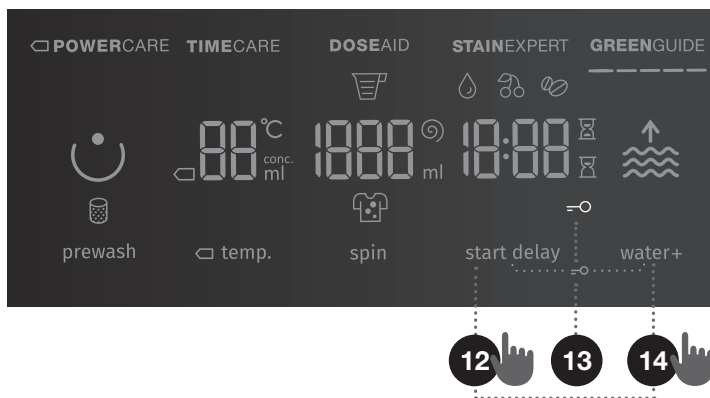 POWERCARE TIMECARE DOSEAID STAINEXPERT GREENGUIDE
88 °C conc. ml 1888 ml 18:88
prewash temp. spin start delay water+
12 13 14